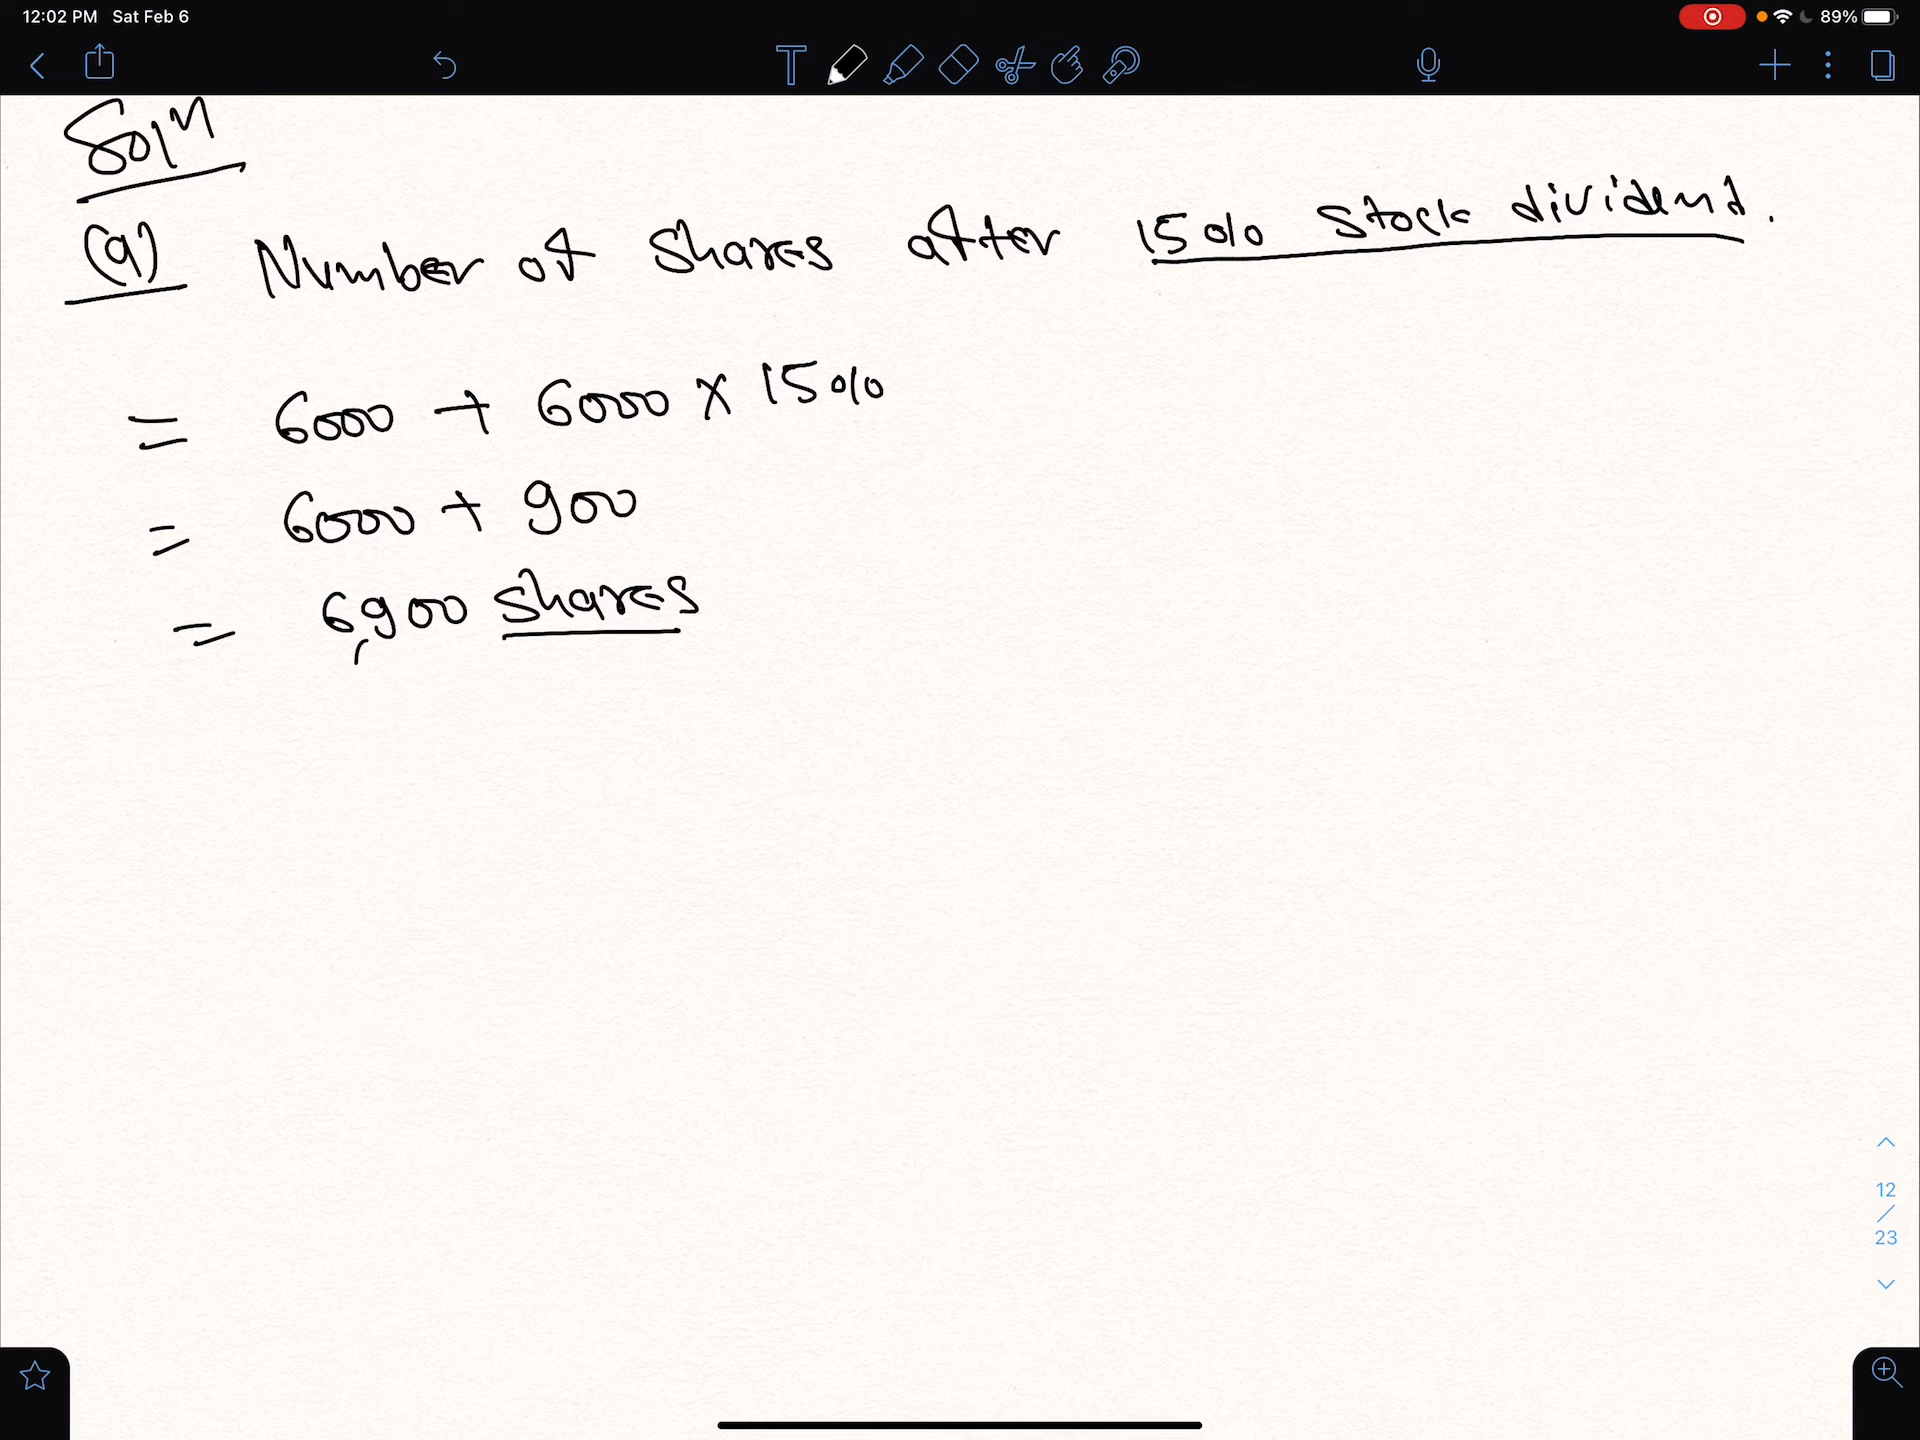 12:02 PM Sat Feb 6 89%
T
Soln
(a) Number of shares after 15% stock dividend.
= 6000 + 6000 × 15%
= 6000 + 900
= 6,900 shares
12
/
23